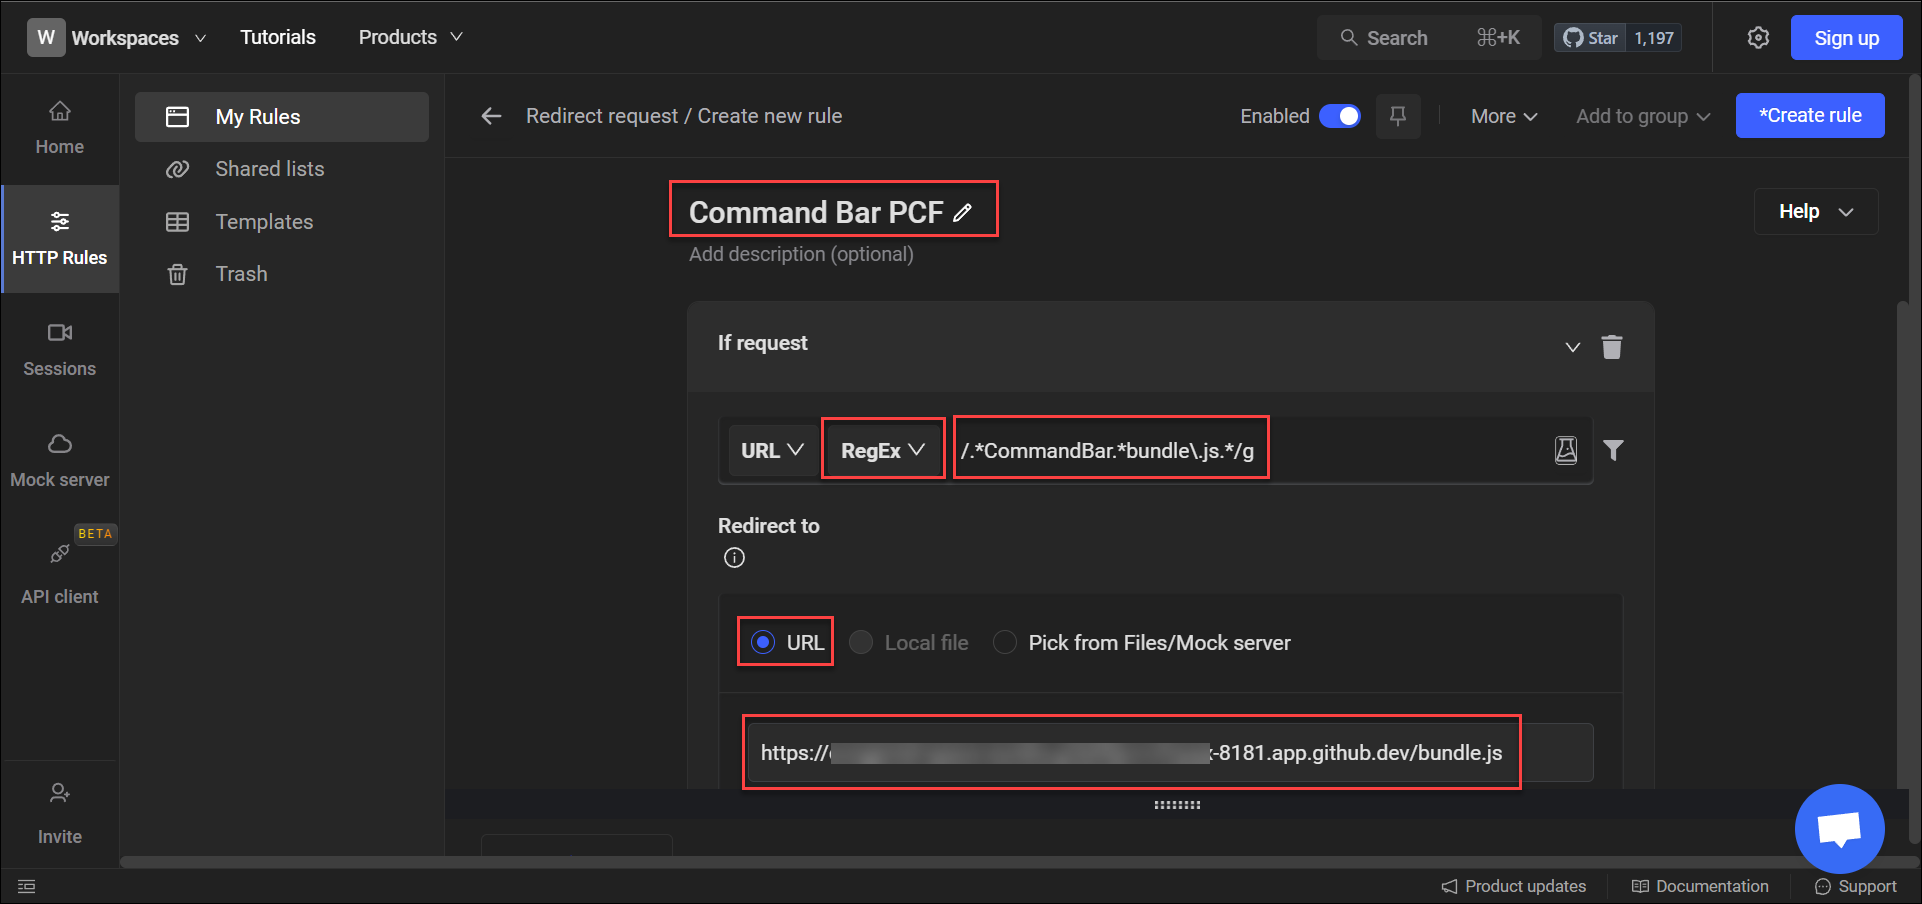 W Workspaces Tutorials Products Search ⌘+K Star 1,197 Sign up
Home
HTTP Rules
Sessions
Mock server
BETA
API client
Invite
My Rules
Shared lists
Templates
Trash
Redirect request / Create new rule Enabled More Add to group *Create rule
Command Bar PCF
Help
Add description (optional)
If request
URL RegEx /.*CommandBar.*bundle\.js.*/g
Redirect to
URL Local file Pick from Files/Mock server
https:// -8181.app.github.dev/bundle.js
Product updates Documentation Support